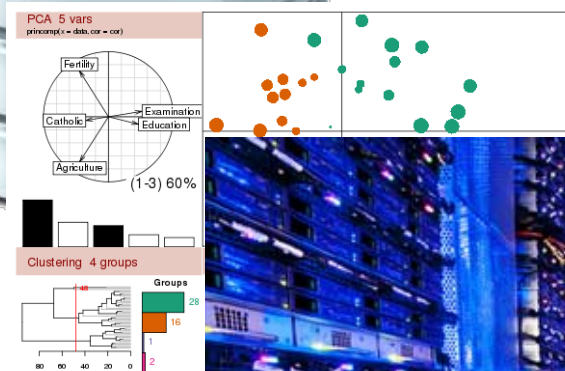 PCA 5 vars
princomp(x = data, cor = cor)
Fertility
Catholic
Examination
Education
Agriculture
(1-3) 60%
Clustering 4 groups
Groups
48
28
16
1
2
80 60 40 20 0